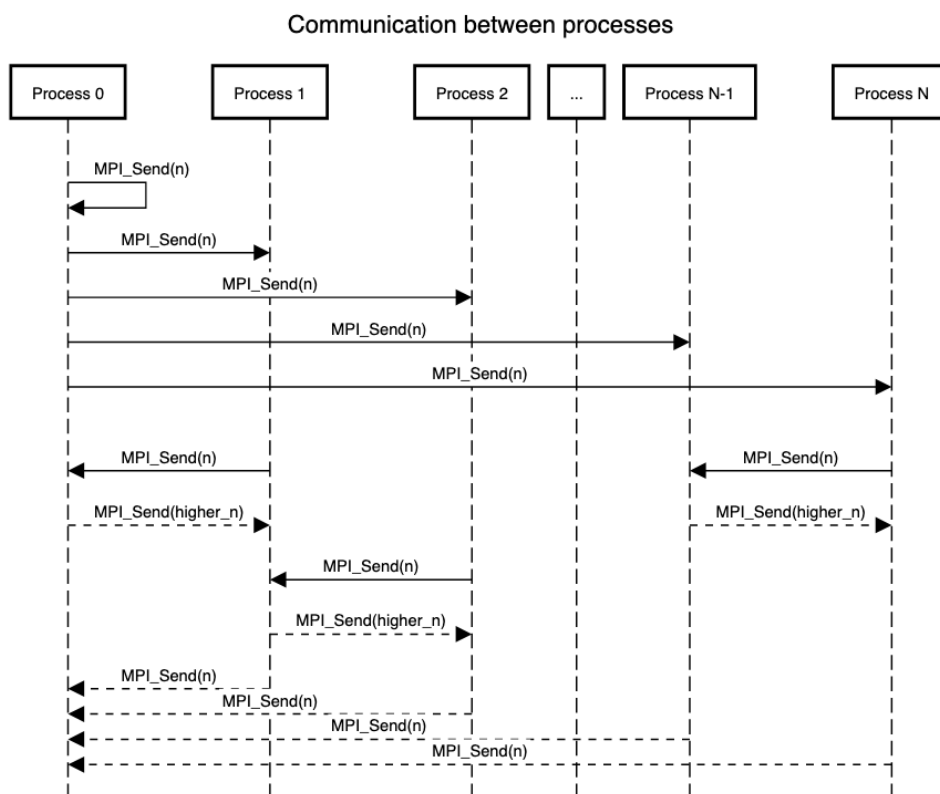 Communication between processes
Process 0
Process 1
Process 2
...
Process N-1
Process N
MPI_Send(n)
MPI_Send(n)
MPI_Send(n)
MPI_Send(n)
MPI_Send(n)
MPI_Send(n)
MPI_Send(n)
MPI_Send(higher_n)
MPI_Send(higher_n)
MPI_Send(n)
MPI_Send(higher_n)
MPI_Send(n)
MPI_Send(n)
MPI_Send(n)
MPI_Send(n)